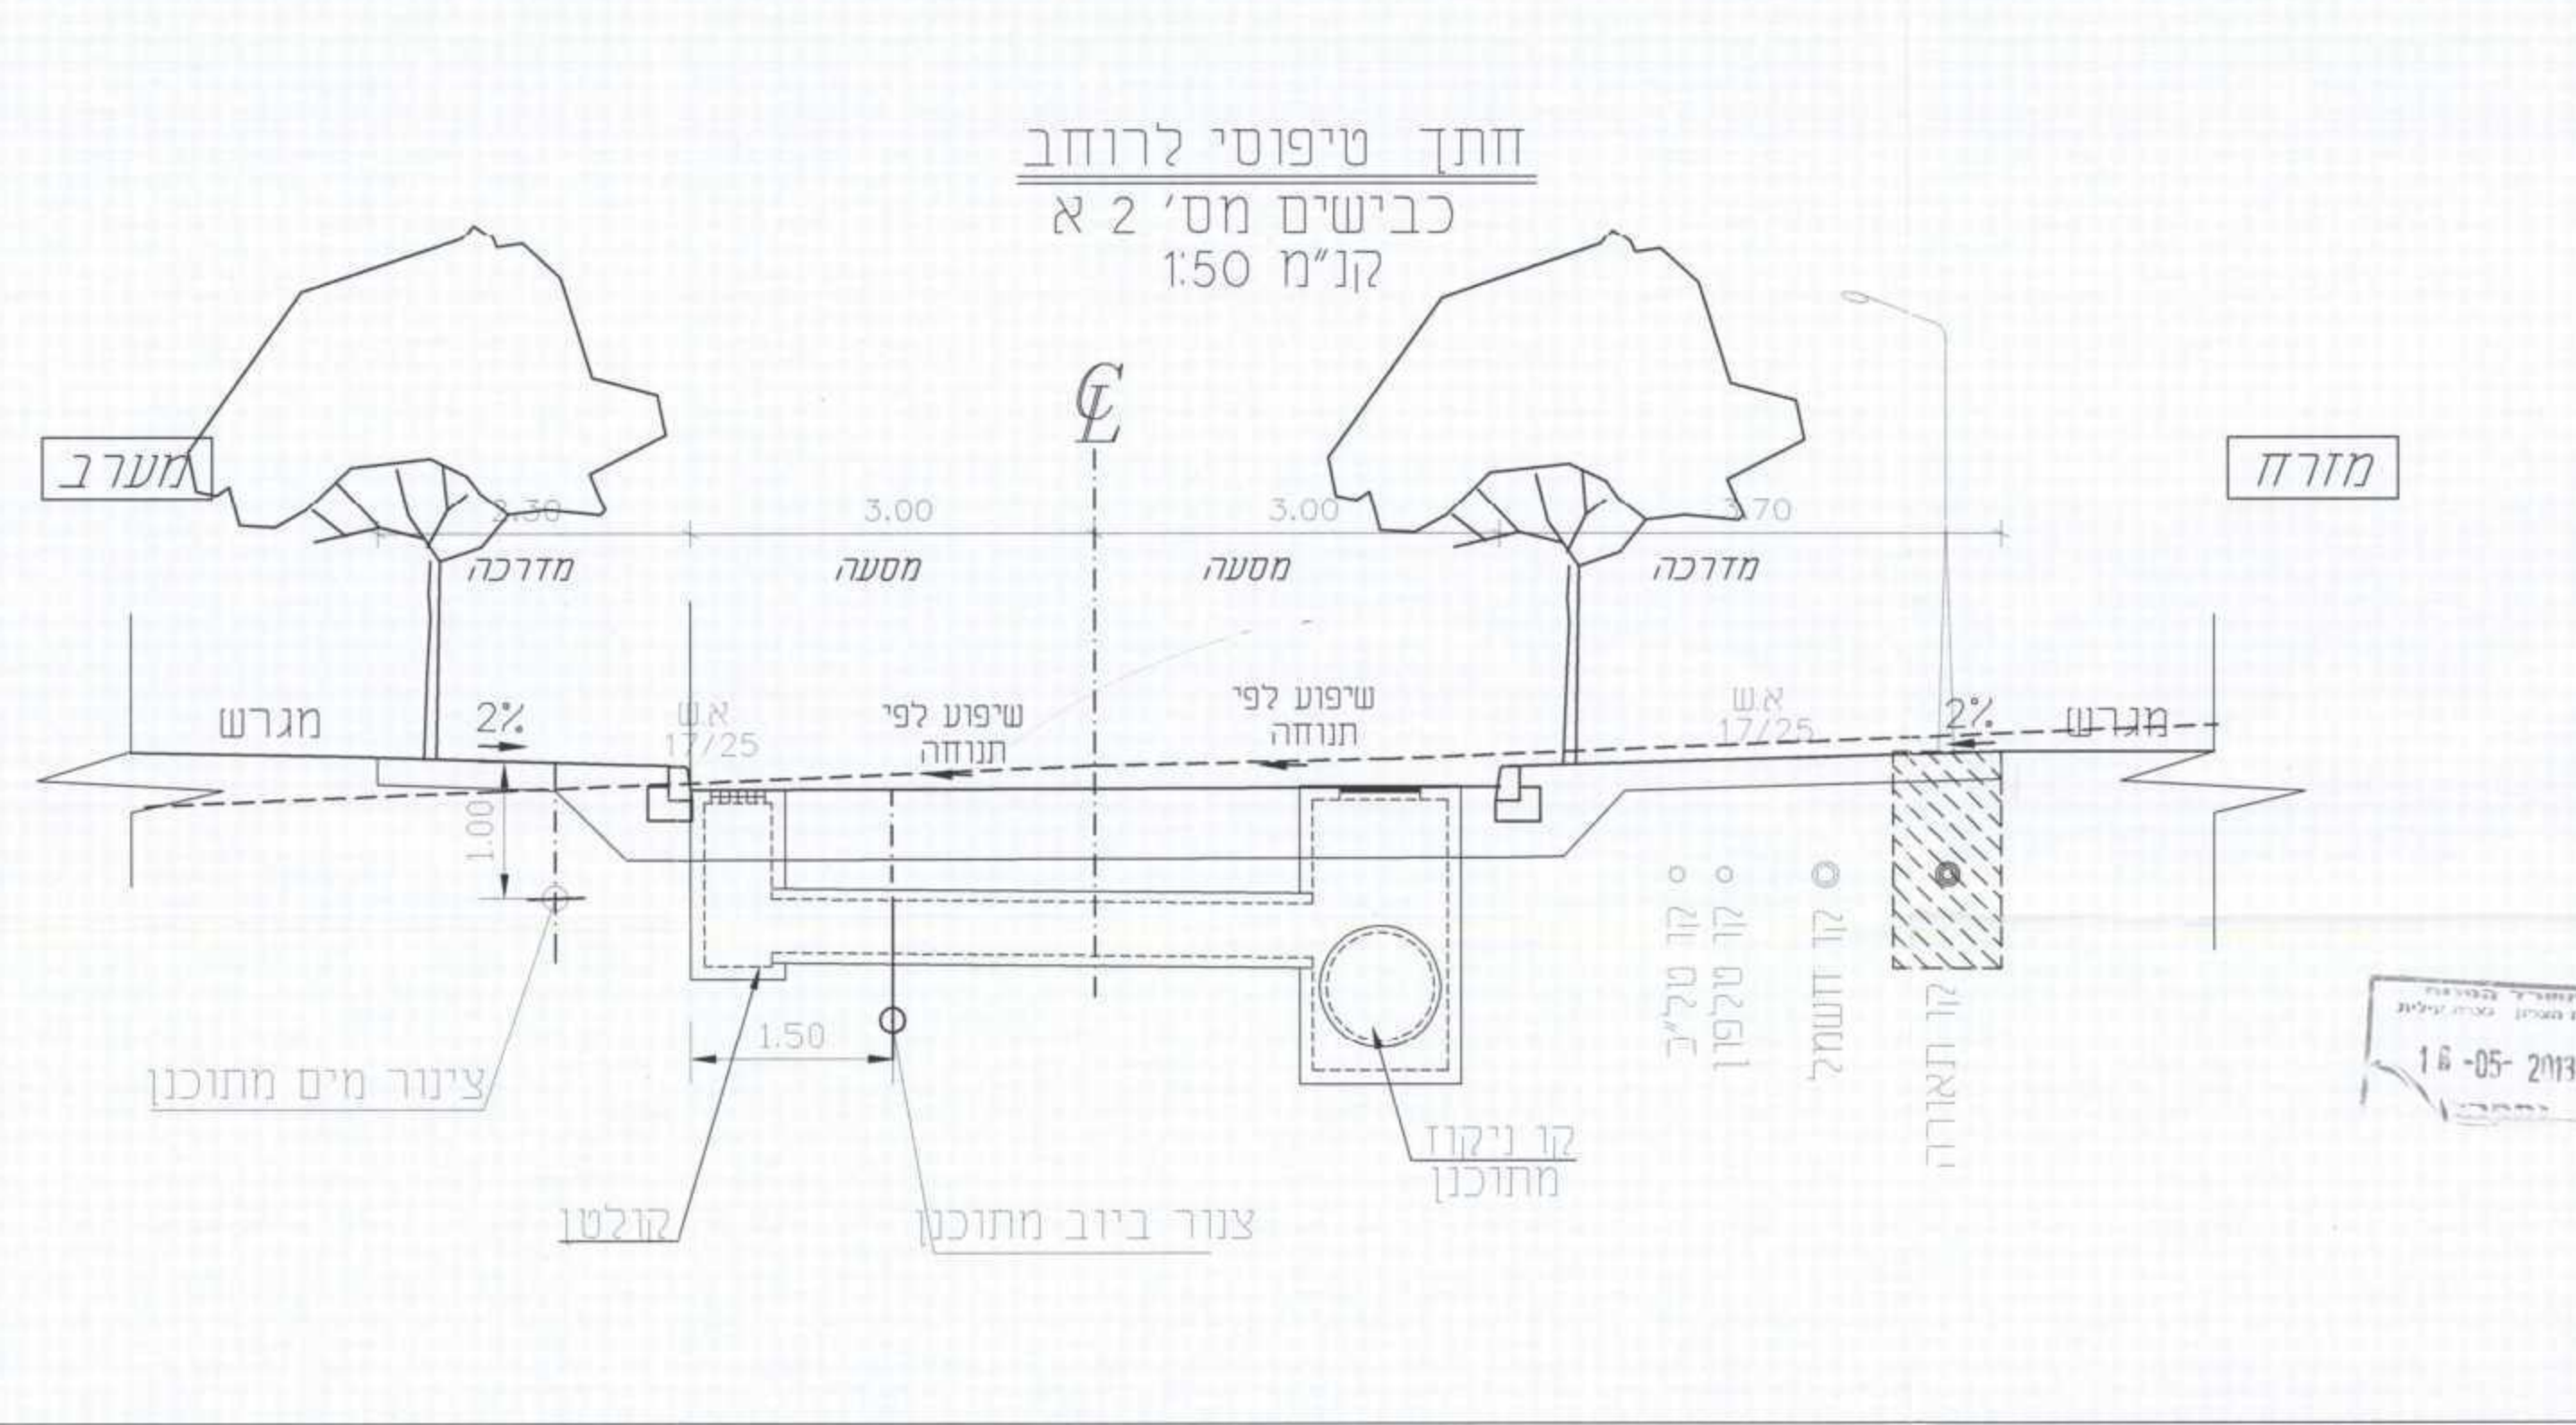 חתך טיפוסי לרוחב
כבישים מס' 2 א
קנ"מ 1:50
℄
מערב
מזרח
2.30
3.00
3.00
3.70
מדרכה
מסעה
מסעה
מדרכה
מגרש
2%
א.ש
17/25
שיפוע לפי
תנוחה
שיפוע לפי
תנוחה
א.ש
17/25
2%
מגרש
1.00
1.50
צינור מים מתוכנן
קולטן
צנור ביוב מתוכנן
קו ניקוז
מתוכנן
קו טל"כ
קו טלפון
קו חשמל
קו תאורה
-05- 2013